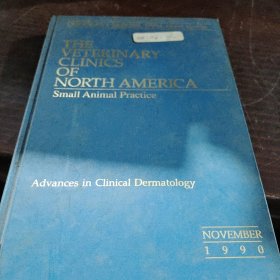 THE
VETERINARY
CLINICS
OF
NORTH AMERICA
Small Animal Practice
Advances in Clinical Dermatology
NOVEMBER
1990